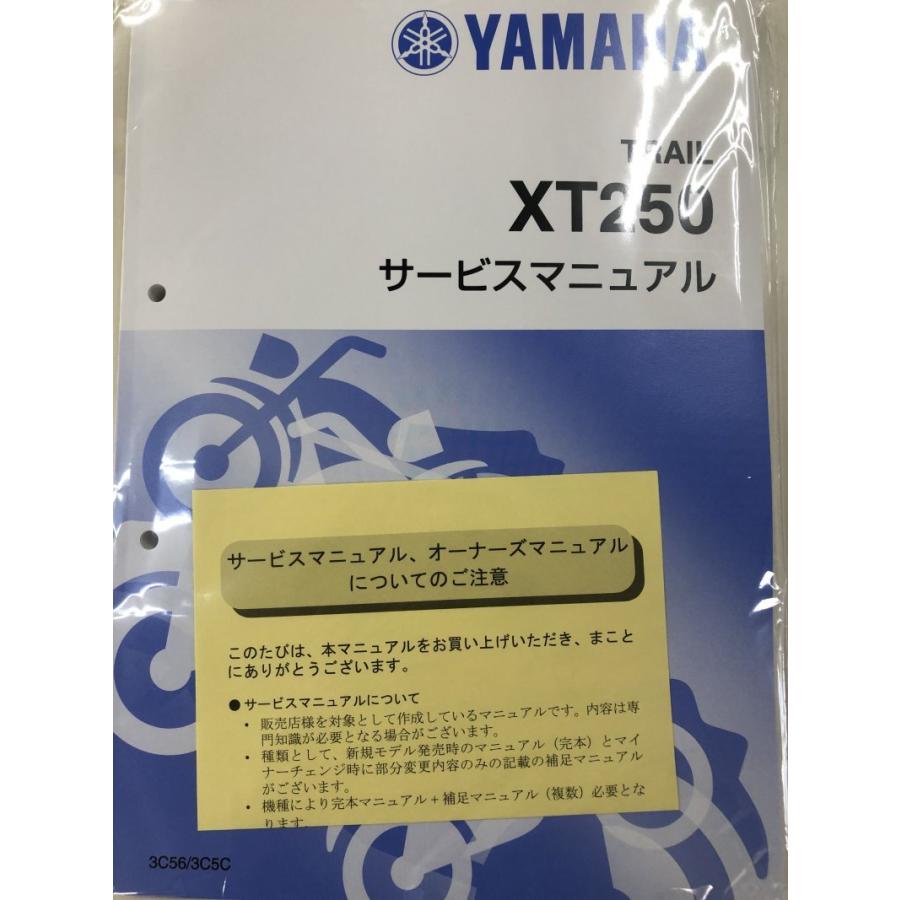 YAMAHA
TRAIL
XT250
サービスマニュアル
サービスマニュアル、オーナーズマニュアル
についてのご注意
このたびは、本マニュアルをお買い上げいただき、まこと
にありがとうございます。
●サービスマニュアルについて
・販売店様を対象として作成しているマニュアルです。内容は専
門知識が必要となる場合がございます。
・種類として、新規モデル発売時のマニュアル（完本）とマイ
ナーチェンジ時に部分変更内容のみの記載の補足マニュアル
がございます。
・機種により完本マニュアル＋補足マニュアル（複数）必要とな
ります。
3C56/3C5C